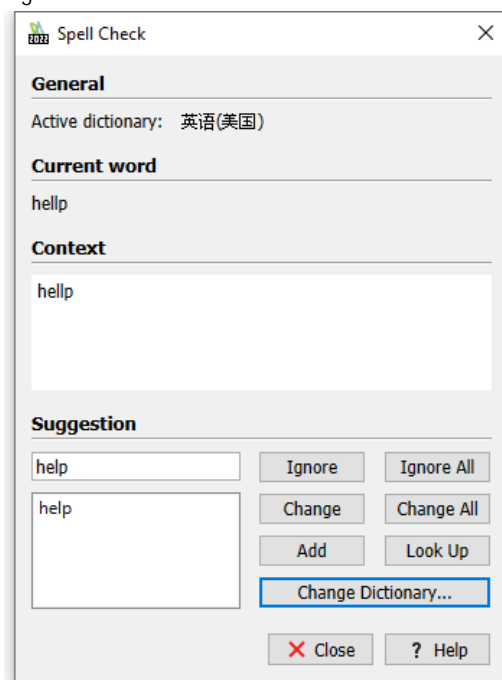 2022 Spell Check
General
Active dictionary: 英语(美国)
Current word
hellp
Context
hellp
Suggestion
help Ignore Ignore All
help Change Change All
Add Look Up
Change Dictionary...
Close ? Help